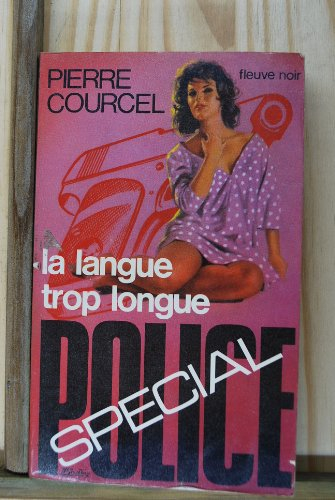 PIERRE
COURCEL
fleuve noir
la langue
trop longue
POLICE
SPECIAL